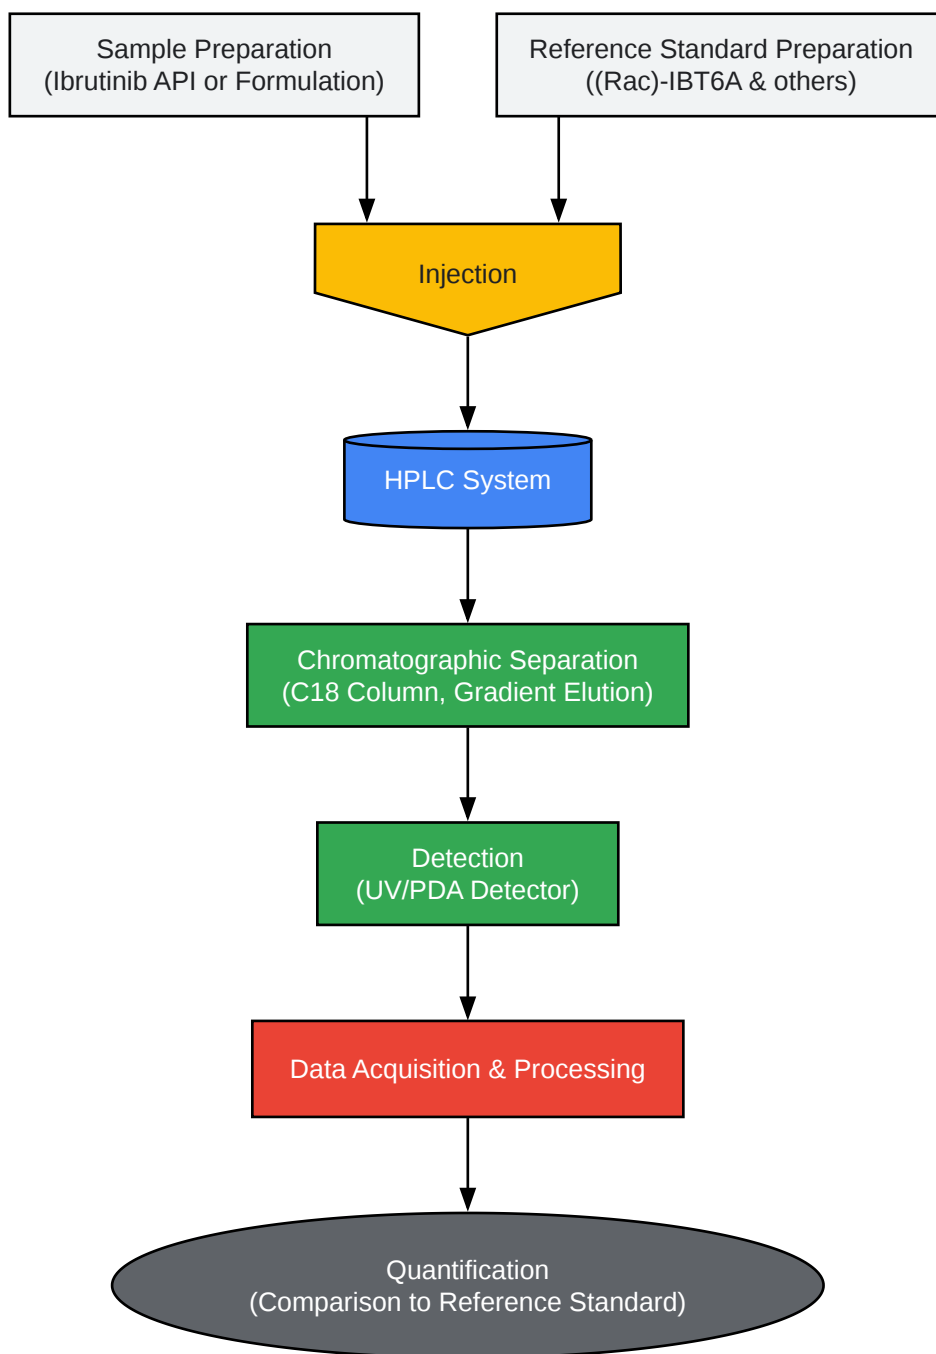 Sample Preparation
(Ibrutinib API or Formulation)
Reference Standard Preparation
((Rac)-IBT6A & others)
Injection
HPLC System
Chromatographic Separation
(C18 Column, Gradient Elution)
Detection
(UV/PDA Detector)
Data Acquisition & Processing
Quantification
(Comparison to Reference Standard)